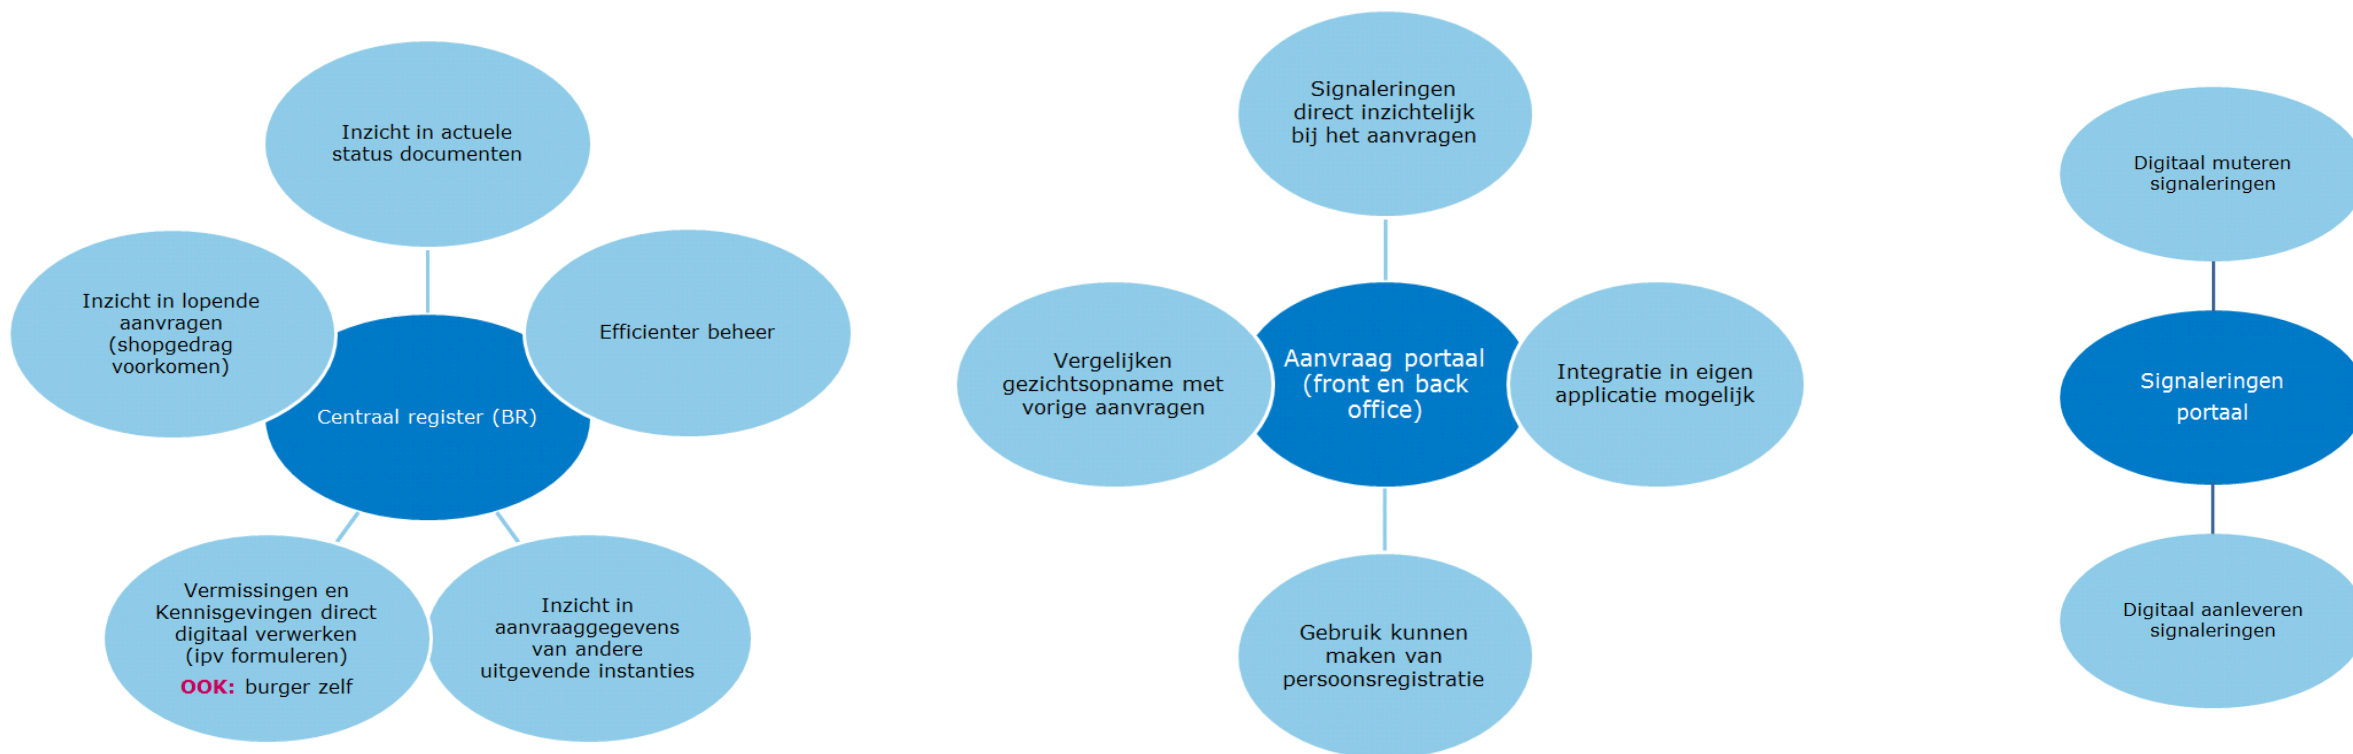 Inzicht in actuele
status documenten
Inzicht in lopende
aanvragen
(shopgedrag
voorkomen)
Efficienter beheer
Centraal register (BR)
Vermissingen en
Kennisgevingen direct
digitaal verwerken
(ipv formuleren)
OOK: burger zelf
Inzicht in
aanvraaggegevens
van andere
uitgevende instanties
Signaleringen
direct inzichtelijk
bij het aanvragen
Vergelijken
gezichtsopname met
vorige aanvragen
Aanvraag portaal
(front en back
office)
Integratie in eigen
applicatie mogelijk
Gebruik kunnen
maken van
persoonsregistratie
Digitaal muteren
signaleringen
Signaleringen
portaal
Digitaal aanleveren
signaleringen